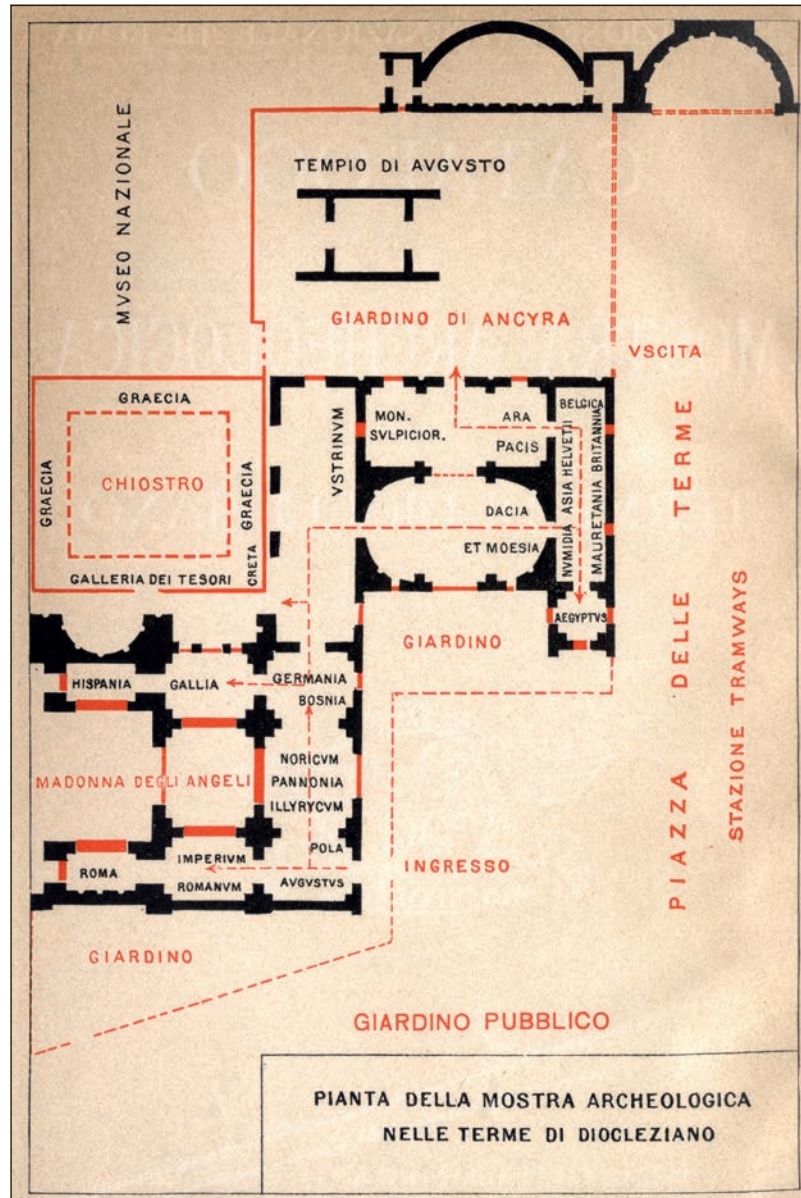 MVSEO NAZIONALE
TEMPIO DI AVGVSTO
GIARDINO DI ANCYRA
VSCITA
GRAECIA
GRAECIA
CHIOSTRO
GRAECIA
CRETA
GALLERIA DEI TESORI
VSTRINVM
MON.
SVLPICIOR.
ARA
PACIS
BELGICA
NVMIDIA ASIA HELVETII
MAURETANIA BRITANNIA
DACIA
ET MOESIA
AEGYPTVS
GIARDINO
HISPANIA
GALLIA
GERMANIA
BOSNIA
MADONNA DEGLI ANGELI
NORICVM
PANNONIA
ILLYRYCVM
POLA
ROMA
IMPERIVM
ROMANVM
AVGVSTVS
INGRESSO
PIAZZA DELLE TERME
STAZIONE TRAMWAYS
GIARDINO
GIARDINO PUBBLICO
PIANTA DELLA MOSTRA ARCHEOLOGICA
NELLE TERME DI DIOCLEZIANO